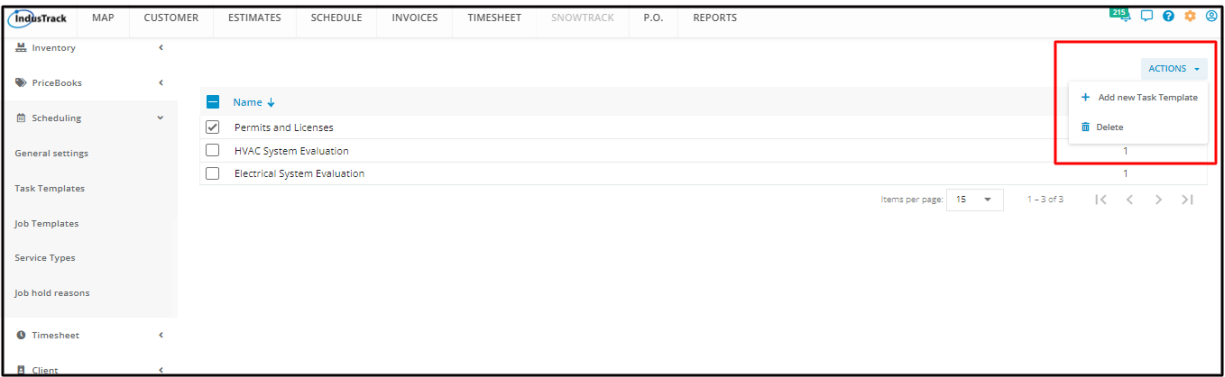 IndusTrack MAP CUSTOMER ESTIMATES SCHEDULE INVOICES TIMESHEET SNOWTRACK P.O. REPORTS 215
Inventory
ACTIONS
PriceBooks
Add new Task Template
Name
Scheduling
Delete
Permits and Licenses
General settings
HVAC System Evaluation 1
Electrical System Evaluation 1
Task Templates
Items per page: 15 1 – 3 of 3
Job Templates
Service Types
Job hold reasons
Timesheet
Client